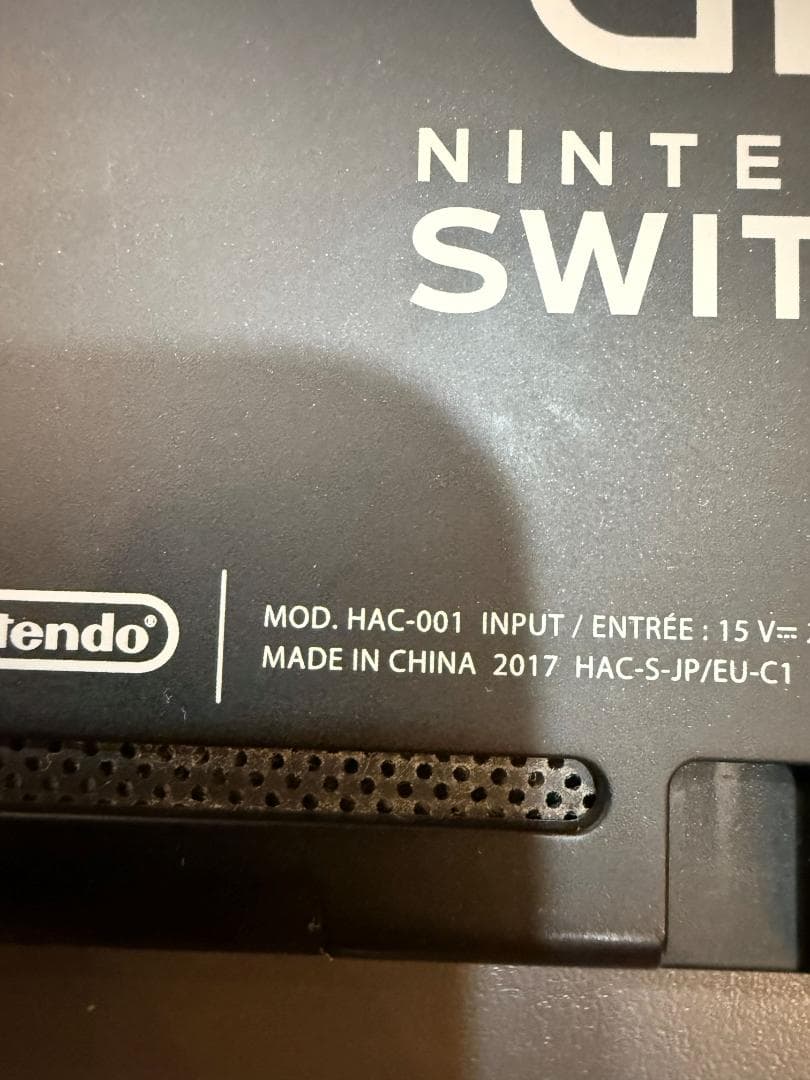 NINTE
SWIT
tendo®
MOD. HAC-001 INPUT / ENTRÉE : 15 V⎓
MADE IN CHINA 2017 HAC-S-JP/EU-C1